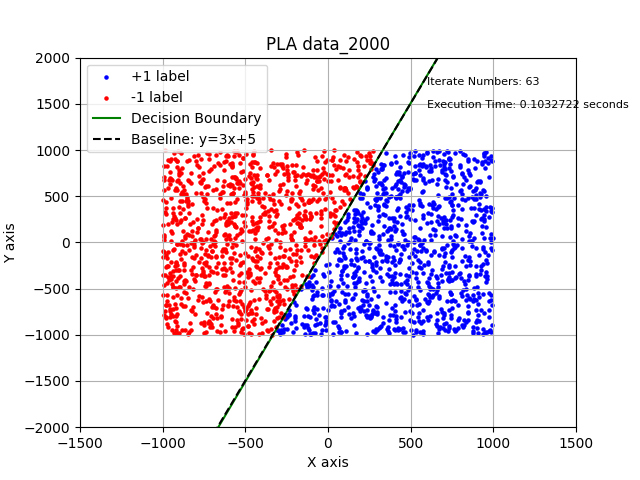 PLA data_2000
+1 label
-1 label
Decision Boundary
Baseline: y=3x+5
Iterate Numbers: 63
Execution Time: 0.1032722 seconds
Y axis
2000
1500
1000
500
0
−500
−1000
−1500
−2000
−1500
−1000
−500
0
500
1000
1500
X axis